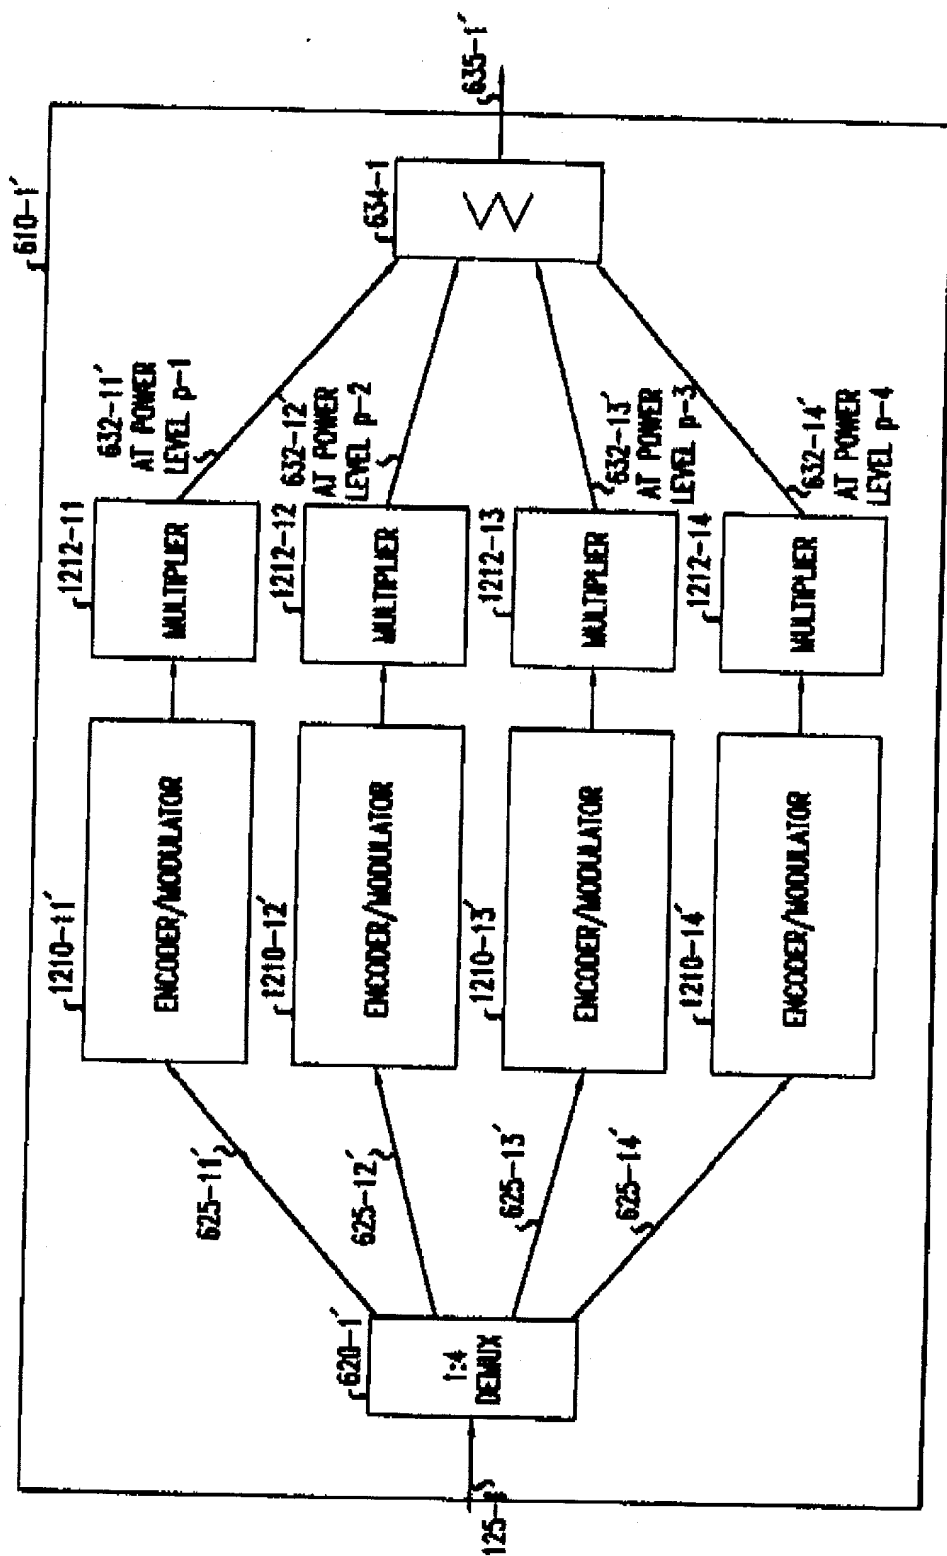 610-1′
125-
620-1′
1:4
DEMUX
625-11′
625-12′
625-13′
625-14′
1210-11′
ENCODER/MODULATOR
1210-12′
ENCODER/MODULATOR
1210-13′
ENCODER/MODULATOR
1210-14′
ENCODER/MODULATOR
1212-11
MULTIPLIER
1212-12
MULTIPLIER
1212-13
MULTIPLIER
1212-14
MULTIPLIER
632-11′
AT POWER
LEVEL p-1
632-12′
AT POWER
LEVEL p-2
632-13′
AT POWER
LEVEL p-3
632-14′
AT POWER
LEVEL p-4
634-1
Σ
635-1′